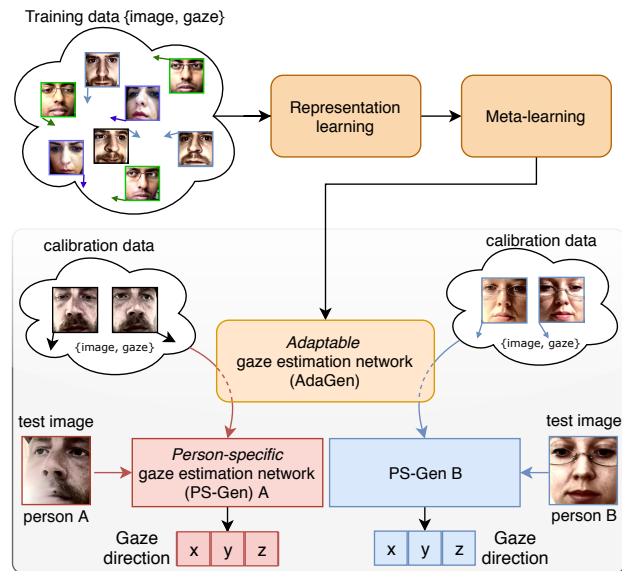 Training data {image, gaze}
Representation
learning
Meta-learning
calibration data
{image, gaze}
calibration data
{image, gaze}
Adaptable
gaze estimation network
(AdaGen)
test image
person A
Person-specific
gaze estimation network
(PS-Gen) A
PS-Gen B
test image
person B
Gaze
direction
x y z
x y z
Gaze
direction